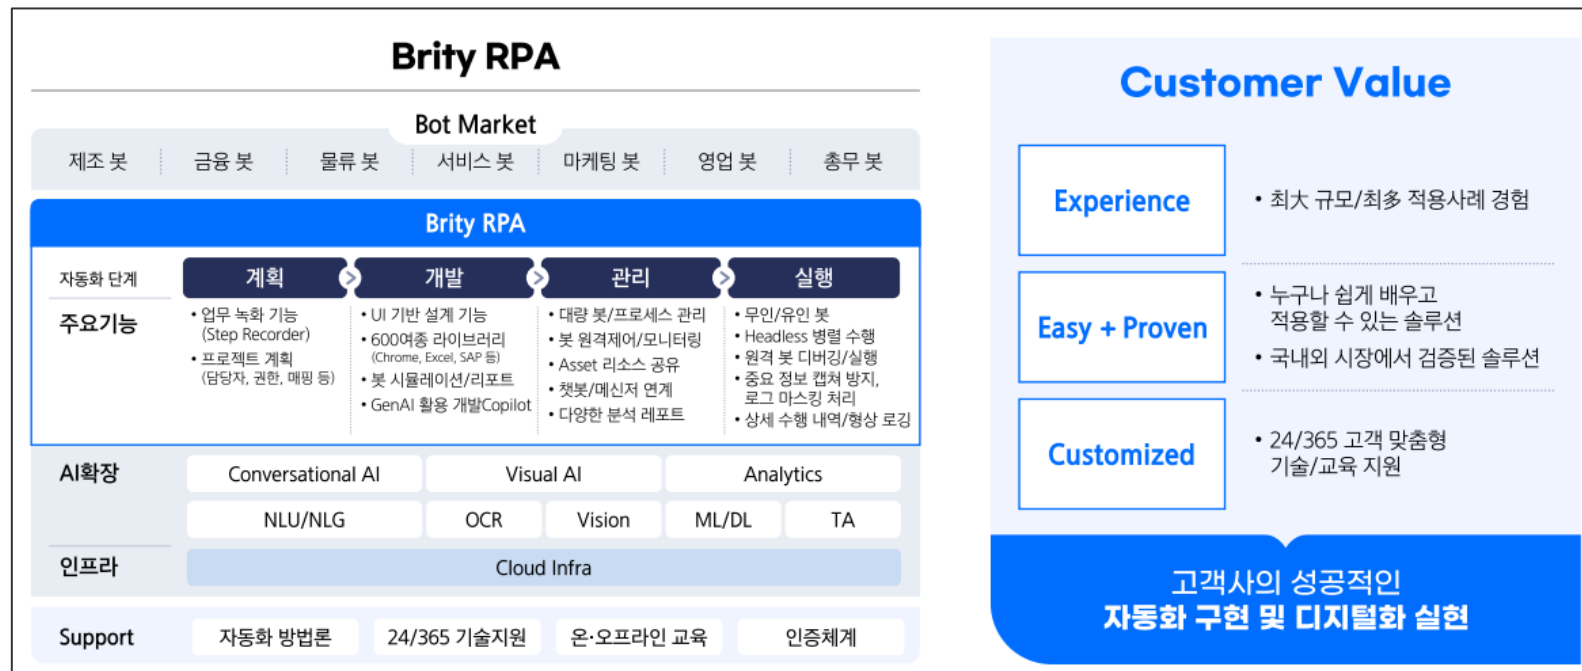 Brity RPA
Bot Market
제조 봇
금융 봇
물류 봇
서비스 봇
마케팅 봇
영업 봇
총무 봇
Brity RPA
자동화 단계
계획
개발
관리
실행
주요기능
• 업무 녹화 기능
(Step Recorder)
• 프로젝트 계획
(담당자, 권한, 매핑 등)
• UI 기반 설계 기능
• 600여종 라이브러리
(Chrome, Excel, SAP 등)
• 봇 시뮬레이션/리포트
• GenAI 활용 개발Copilot
• 대량 봇/프로세스 관리
• 봇 원격제어/모니터링
• Asset 리소스 공유
• 챗봇/메신저 연계
• 다양한 분석 레포트
• 무인/유인 봇
• Headless 병렬 수행
• 원격 봇 디버깅/실행
• 중요 정보 캡쳐 방지,
로그 마스킹 처리
• 상세 수행 내역/형상 로깅
AI확장
Conversational AI
Visual AI
Analytics
NLU/NLG
OCR
Vision
ML/DL
TA
인프라
Cloud Infra
Support
자동화 방법론
24/365 기술지원
온·오프라인 교육
인증체계
Customer Value
Experience
• 최大 규모/최多 적용사례 경험
Easy + Proven
• 누구나 쉽게 배우고
적용할 수 있는 솔루션
• 국내외 시장에서 검증된 솔루션
Customized
• 24/365 고객 맞춤형
기술/교육 지원
고객사의 성공적인
자동화 구현 및 디지털화 실현